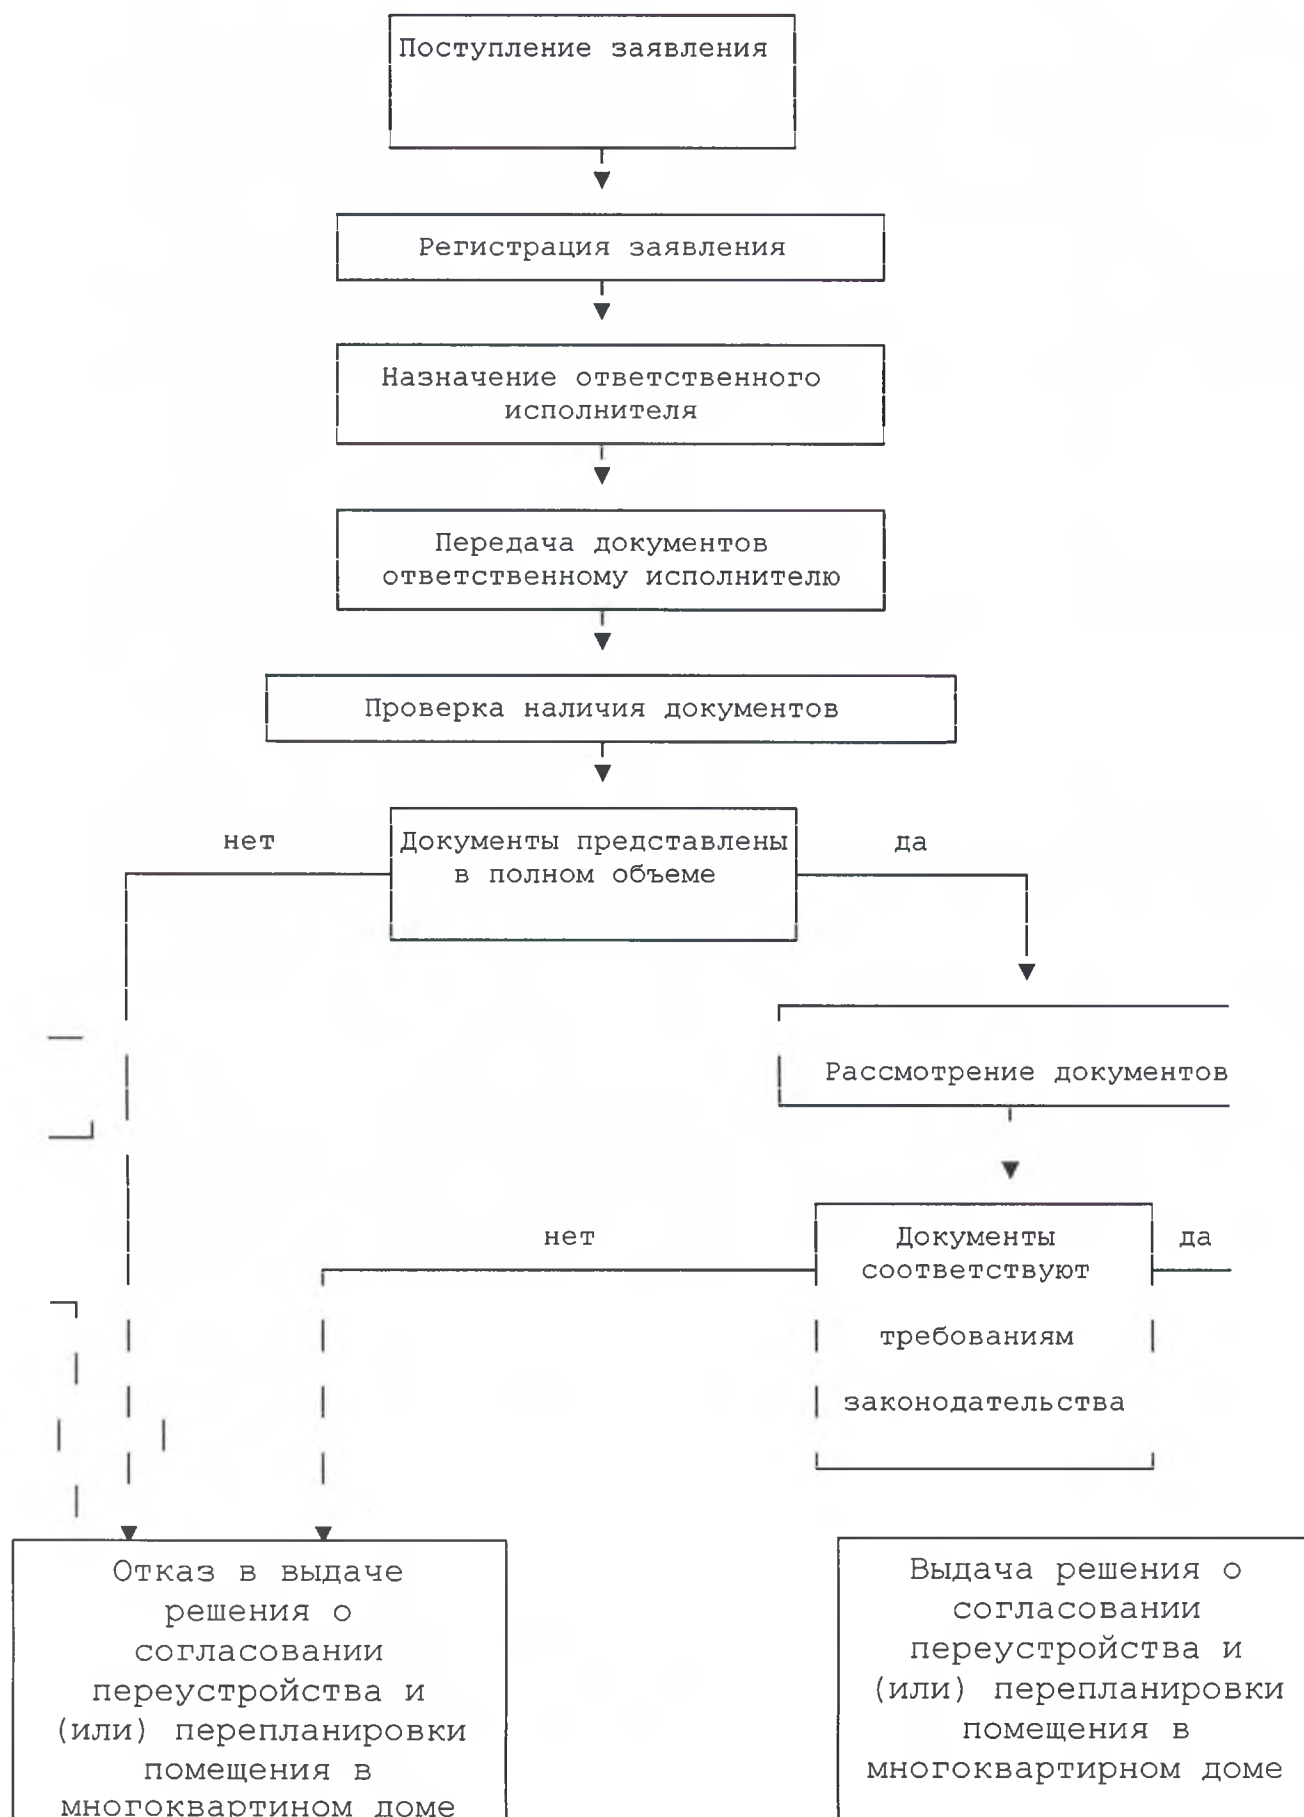 Поступление заявления
Регистрация заявления
Назначение ответственного
исполнителя
Передача документов
ответственному исполнителю
Проверка наличия документов
нет
Документы представлены
в полном объеме
да
Рассмотрение документов
нет
Документы
соответствуют
требованиям
законодательства
да
Отказ в выдаче
решения о
согласовании
переустройства и
(или) перепланировки
помещения в
многоквартином доме
Выдача решения о
согласовании
переустройства и
(или) перепланировки
помещения в
многоквартирном доме